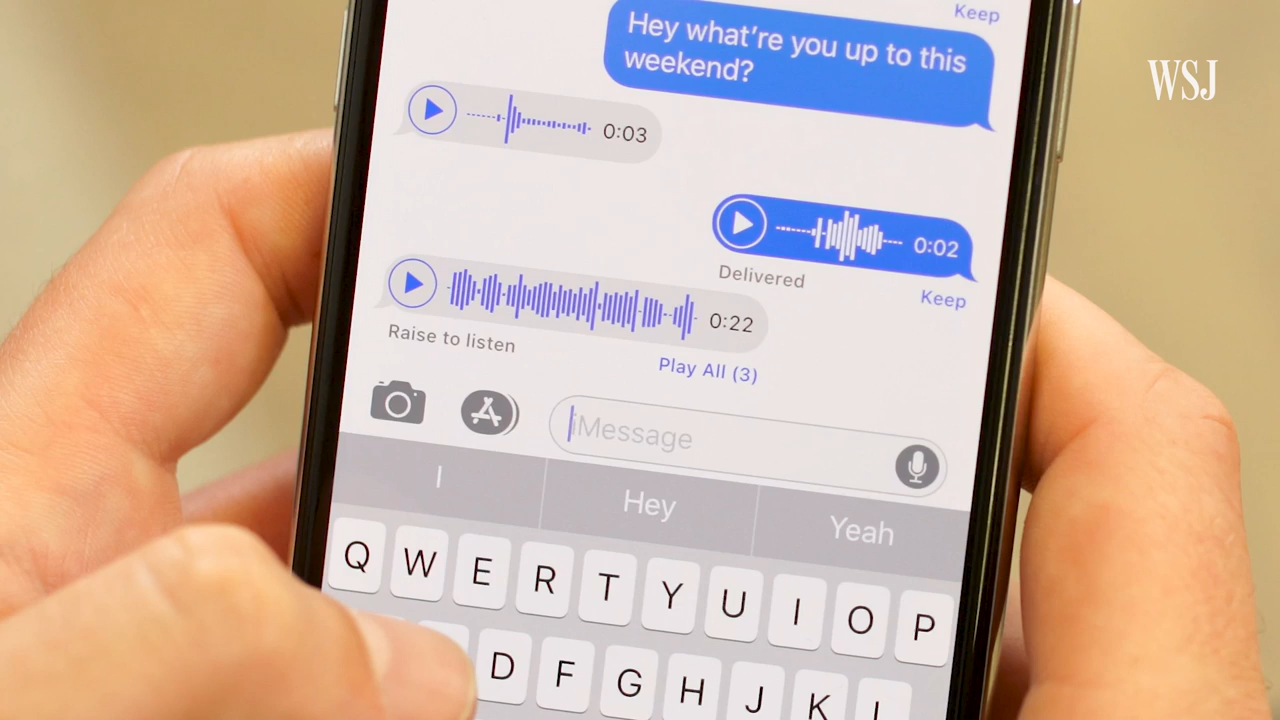 Keep
Hey what're you up to this
weekend?
WSJ
0:03
0:02
Delivered
Keep
0:22
Raise to listen
Play All (3)
iMessage
I
Hey
Yeah
Q W E R T Y U I O P
D F G H J K L